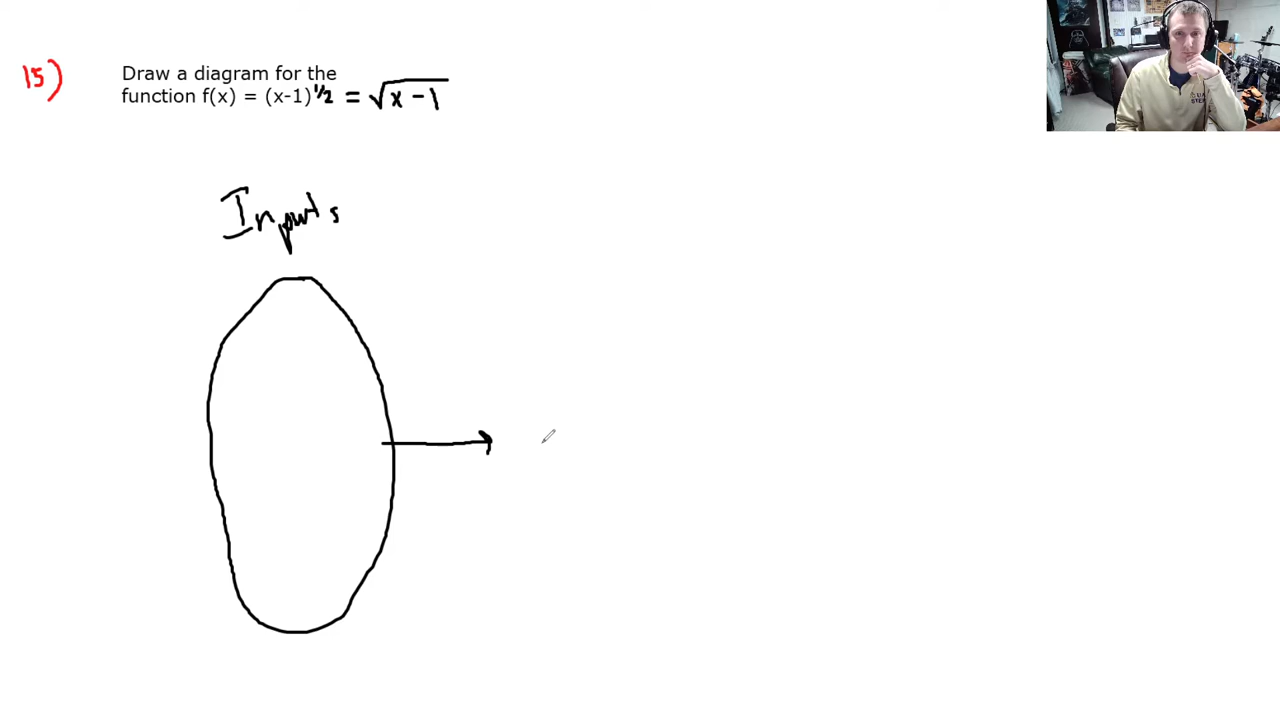 15) Draw a diagram for the
function f(x) = (x-1)^1/2 = √x-1
Inputs